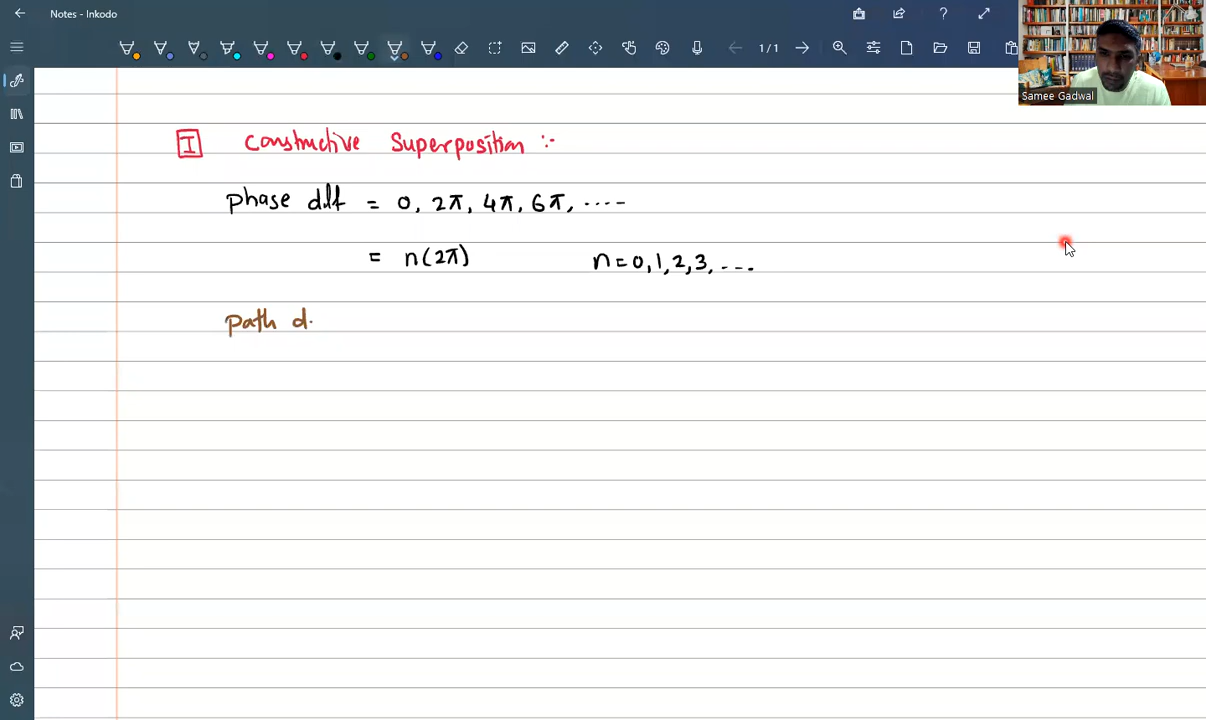 Notes - Inkodo
1/1
Samee Gadwal
I Constructive Superposition :-
phase diff = 0, 2π, 4π, 6π, .....
= n(2π) n=0,1,2,3, ....
path d